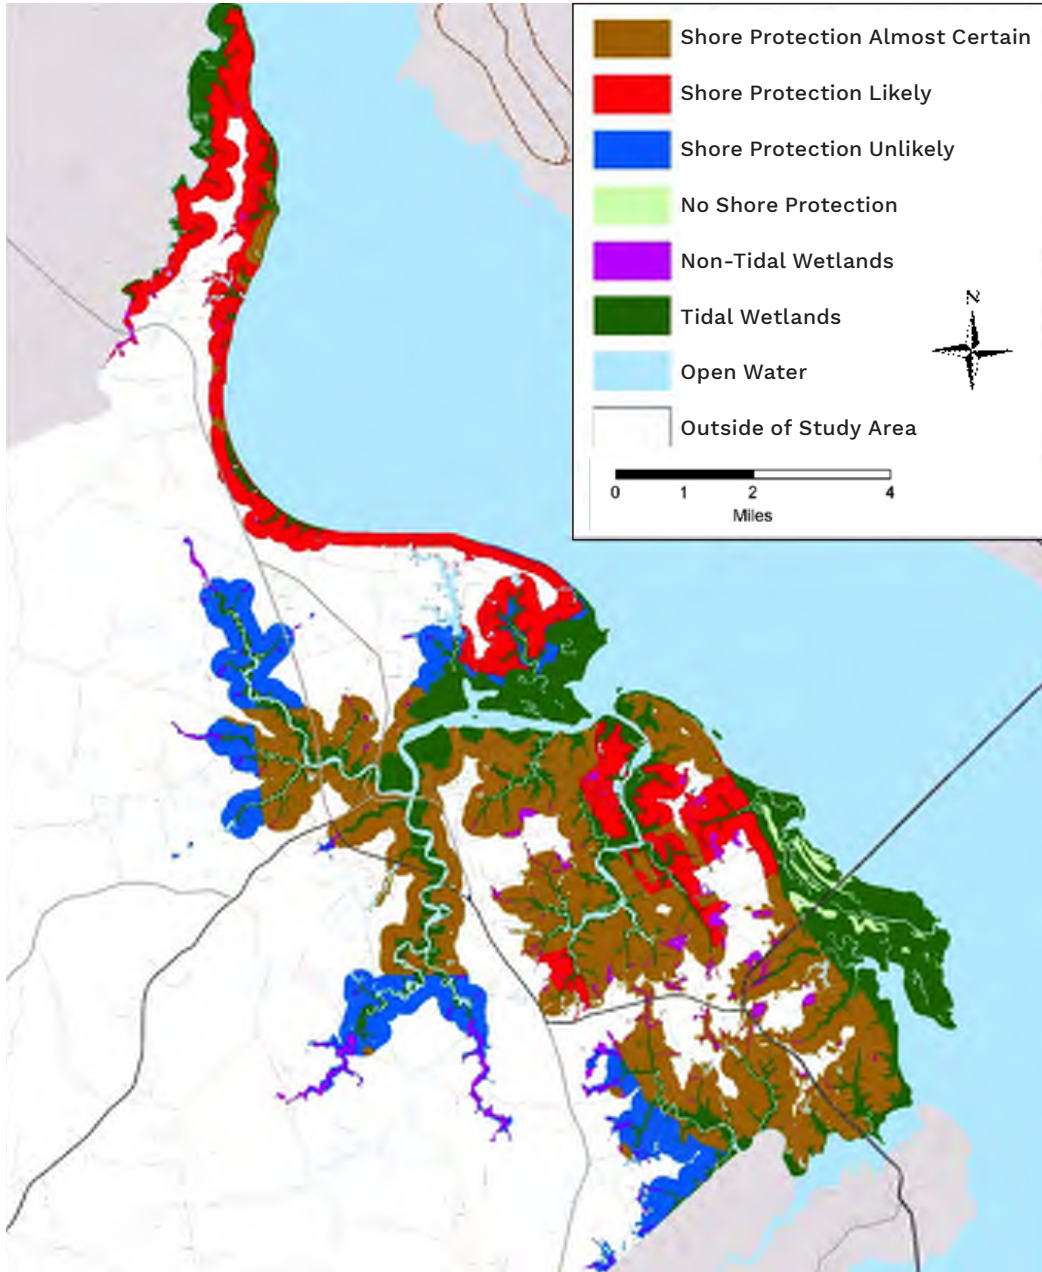 Shore Protection Almost Certain
Shore Protection Likely
Shore Protection Unlikely
No Shore Protection
Non-Tidal Wetlands
Tidal Wetlands
N
Open Water
Outside of Study Area
0 1 2 4
Miles